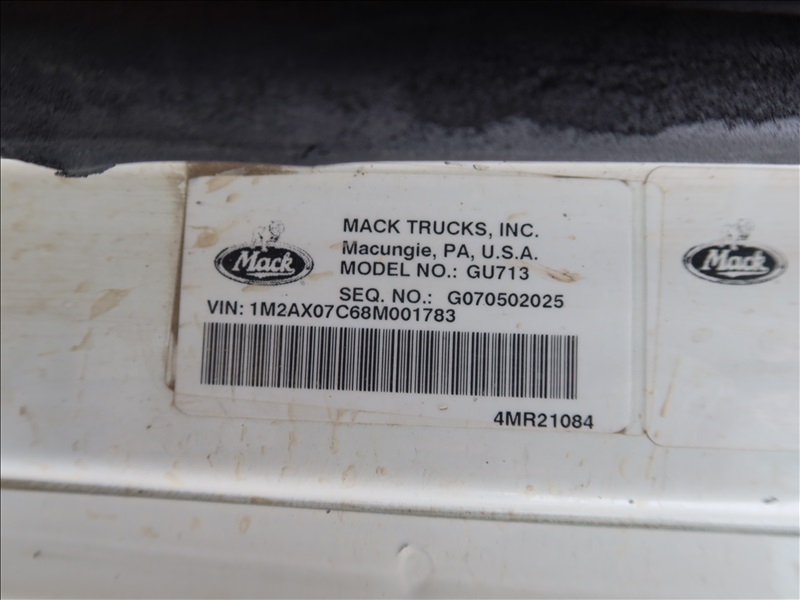 Mack
MACK TRUCKS, INC.
Macungie, PA, U.S.A.
MODEL NO.: GU713
SEQ. NO.: G070502025
VIN: 1M2AX07C68M001783
4MR21084
Mack